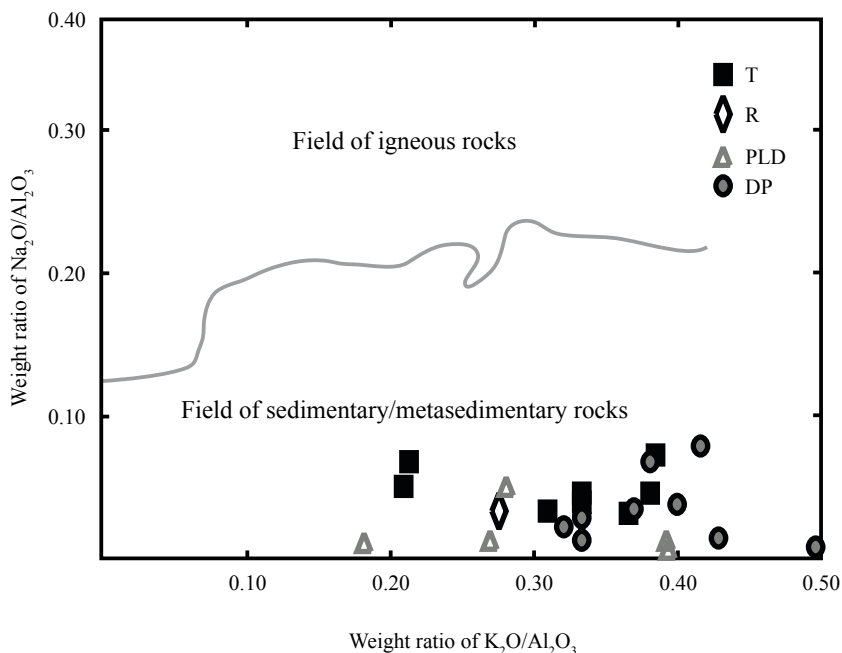 0.40
T
R
0.30
Field of igneous rocks
PLD
DP
Weight ratio of Na₂O/Al₂O₃
0.20
Field of sedimentary/metasedimentary rocks
0.10
0.10 0.20 0.30 0.40 0.50
Weight ratio of K₂O/Al₂O₃